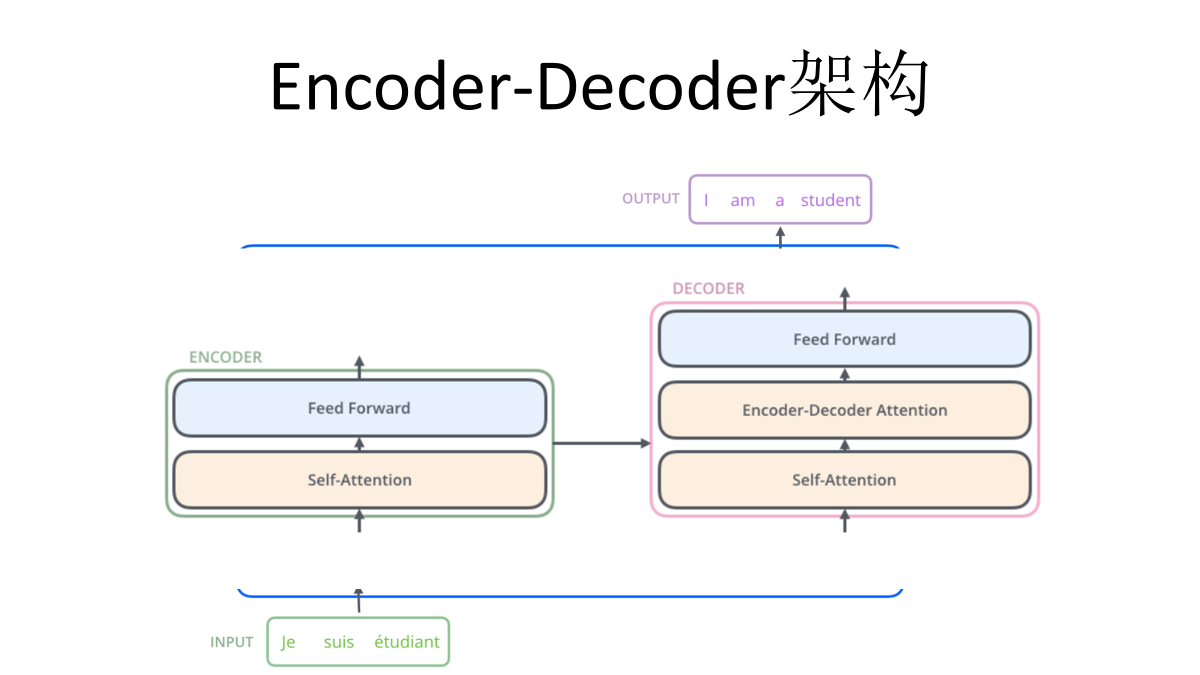 Encoder-Decoder架构
OUTPUT I am a student
ENCODER
Feed Forward
Self-Attention
DECODER
Feed Forward
Encoder-Decoder Attention
Self-Attention
INPUT Je suis étudiant